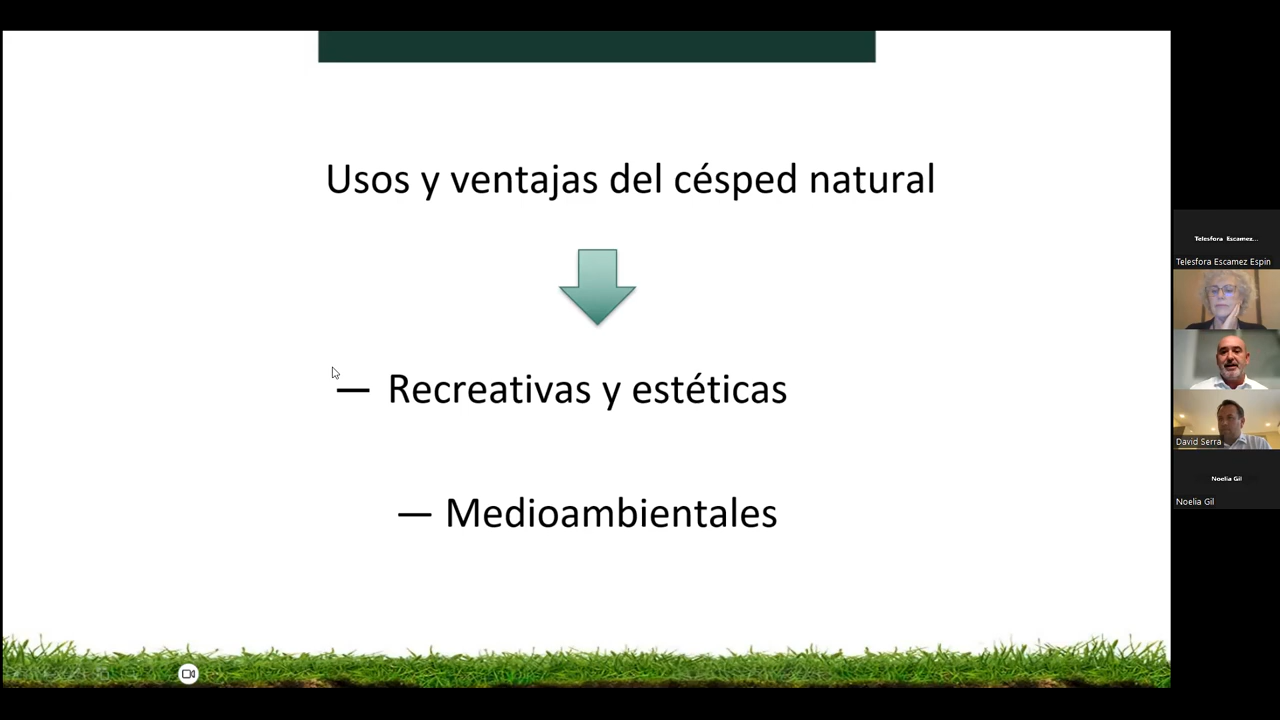 Usos y ventajas del césped natural
— Recreativas y estéticas
— Medioambientales
Telesfora Escamez...
Telesfora Escamez Espin
David Serra
Noelia Gil
Noelia Gil